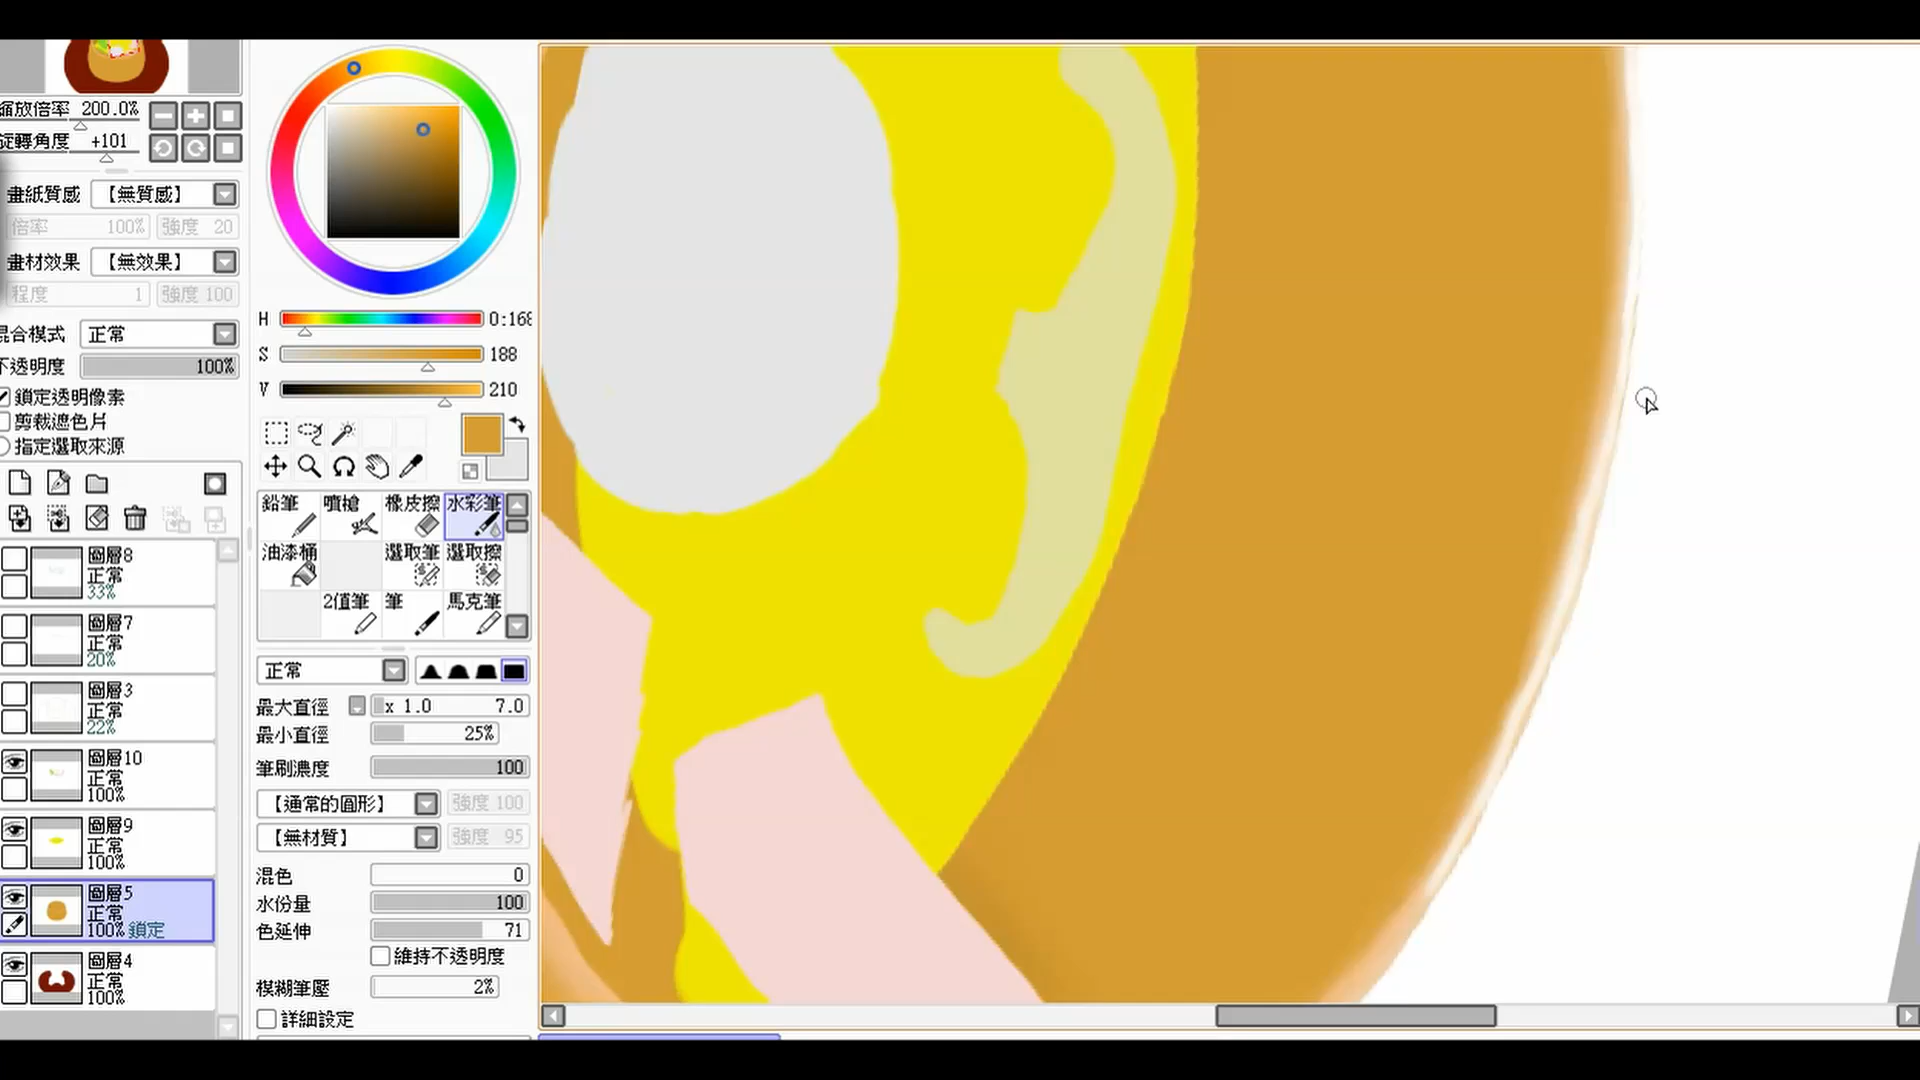 縮放倍率 200.0%
旋轉角度 +101
畫紙質感 【無質感】
倍率 100% 強度 20
畫材效果 【無效果】
程度 1 強度 100
混合模式 正常
不透明度 100%
鎖定透明像素
剪裁遮色片
指定選取來源
圖層8
正常
33%
圖層7
正常
20%
圖層3
正常
22%
圖層10
正常
100%
圖層9
正常
100%
圖層5
正常
100% 鎖定
圖層4
正常
100%
H 0:168
S 188
V 210
鉛筆 噴槍 橡皮擦 水彩筆
油漆桶 選取筆 選取擦
2值筆 筆 馬克筆
正常
最大直徑 x 1.0 7.0
最小直徑 25%
筆刷濃度 100
【通常的圓形】 強度 100
【無材質】 強度 95
混色 0
水份量 100
色延伸 71
維持不透明度
模糊筆壓 2%
詳細設定